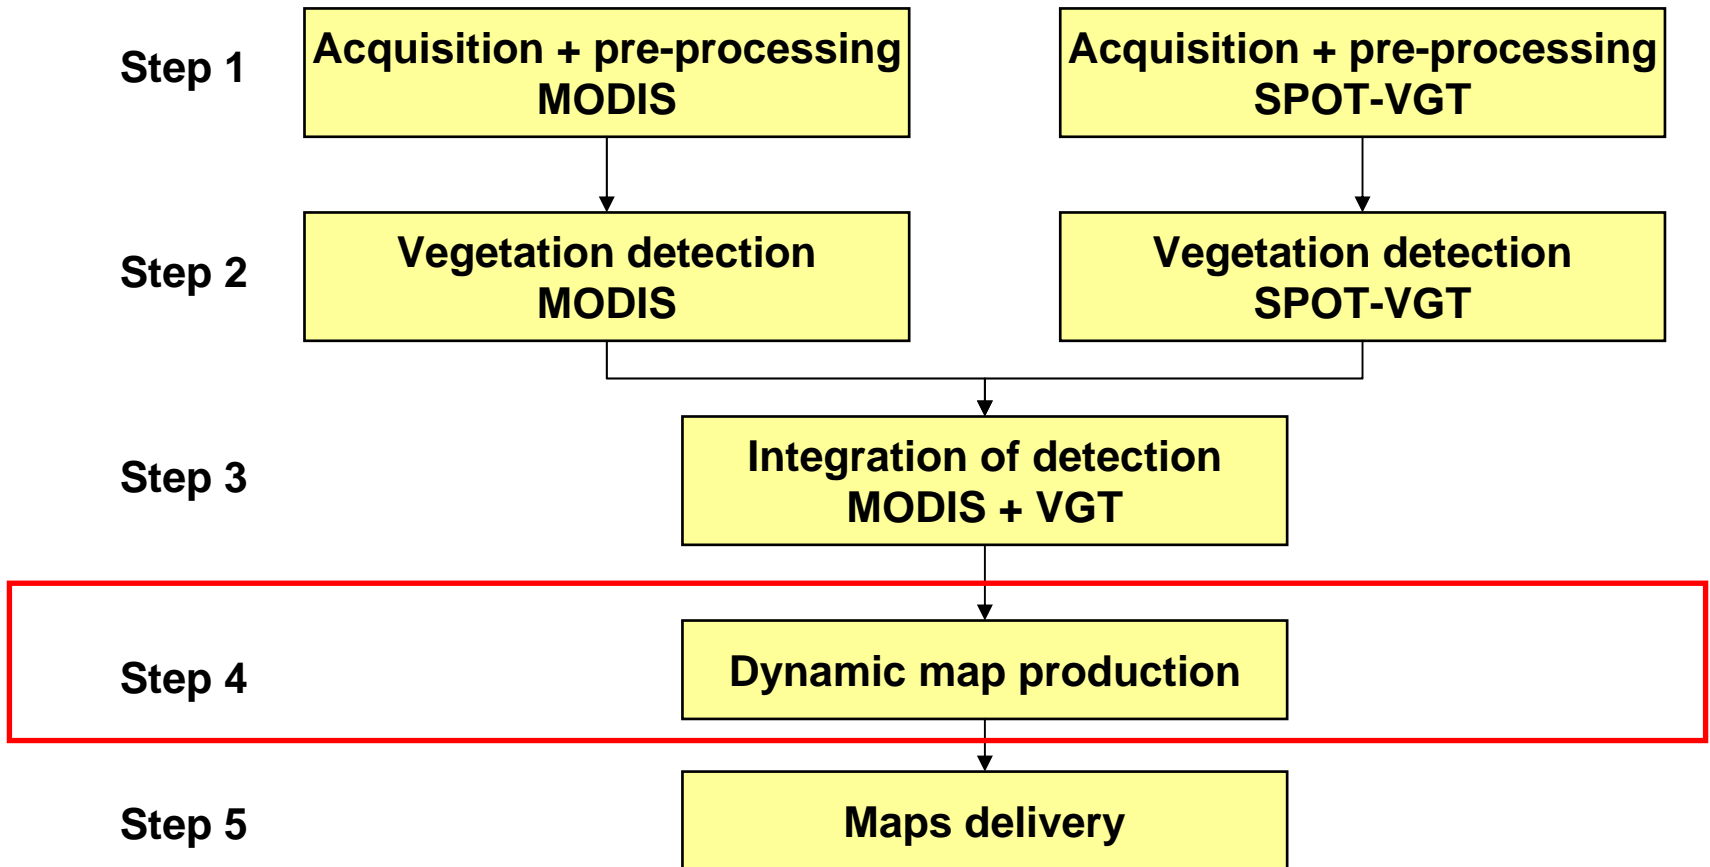 Step 1
Acquisition + pre-processing
MODIS
Acquisition + pre-processing
SPOT-VGT
Step 2
Vegetation detection
MODIS
Vegetation detection
SPOT-VGT
Step 3
Integration of detection
MODIS + VGT
Step 4
Dynamic map production
Step 5
Maps delivery